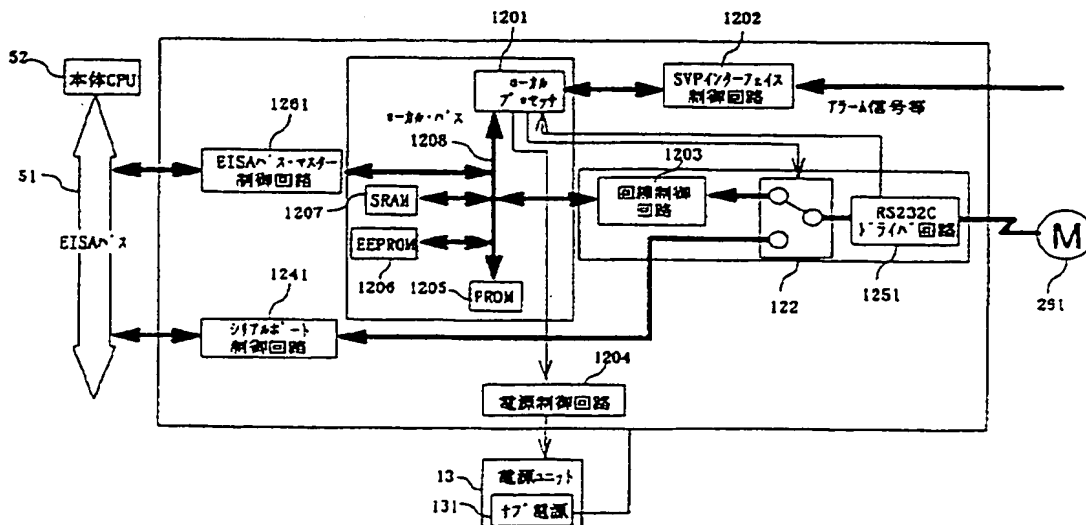 1201
1202
52
本体CPU
ローカル
プロセッサ
SVPインターフェイス
制御回路
アラーム信号等
1261
ローカル・バス
1208
1203
51
EISAバス・マスター
制御回路
回線制御
回路
1207
SRAM
RS232C
ドライバ回路
M
EISAバス
EEPROM
1206
1205
PROM
122
1251
291
1241
シリアルポート
制御回路
1204
電源制御回路
13
電源ユニット
131
サブ電源